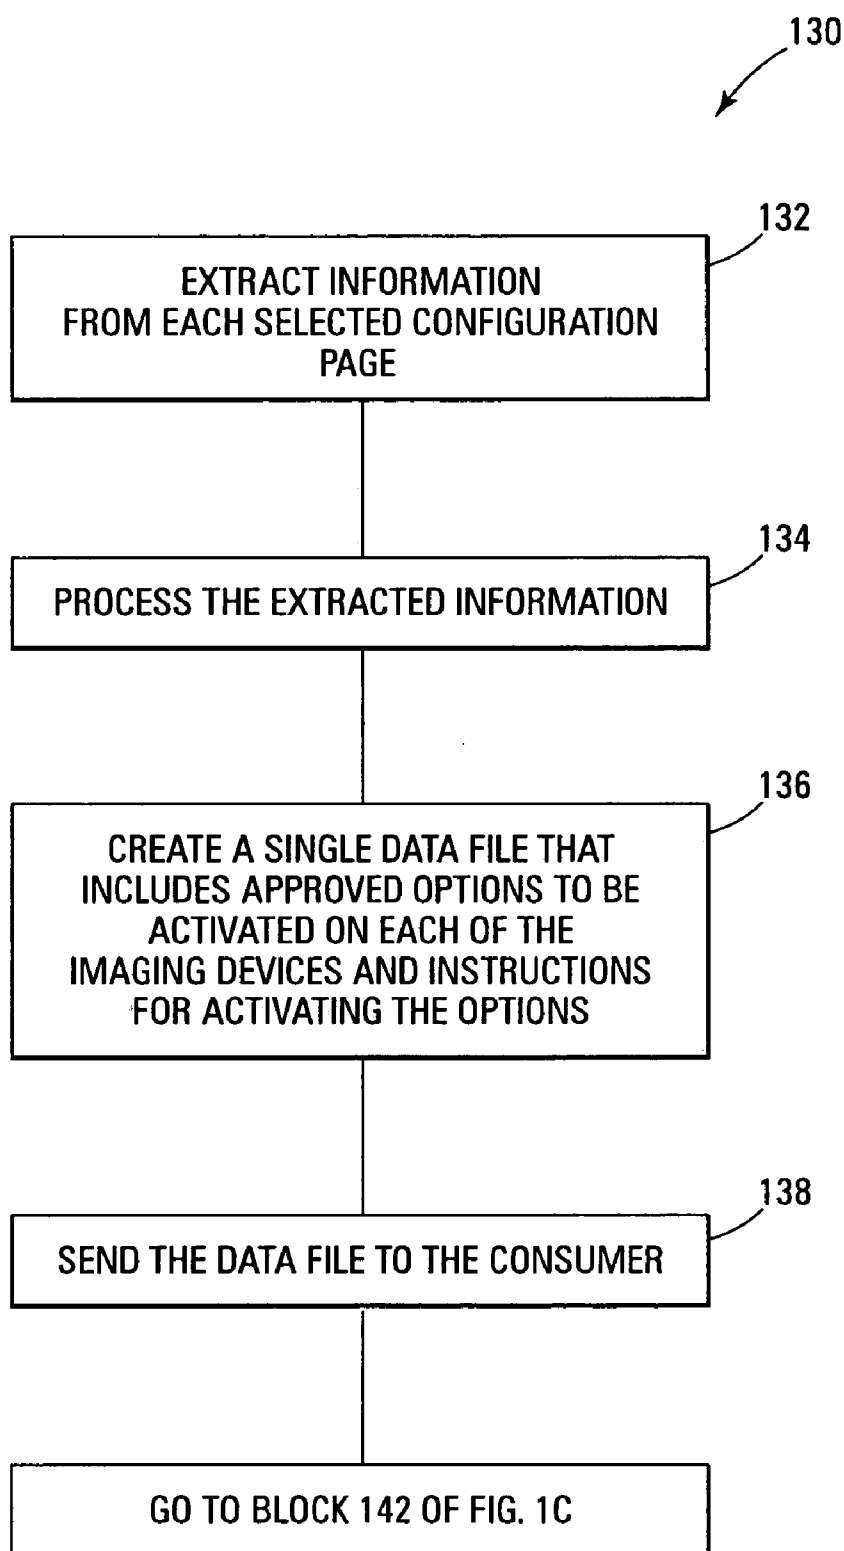 130
132
EXTRACT INFORMATION
FROM EACH SELECTED CONFIGURATION
PAGE
134
PROCESS THE EXTRACTED INFORMATION
136
CREATE A SINGLE DATA FILE THAT
INCLUDES APPROVED OPTIONS TO BE
ACTIVATED ON EACH OF THE
IMAGING DEVICES AND INSTRUCTIONS
FOR ACTIVATING THE OPTIONS
138
SEND THE DATA FILE TO THE CONSUMER
GO TO BLOCK 142 OF FIG. 1C